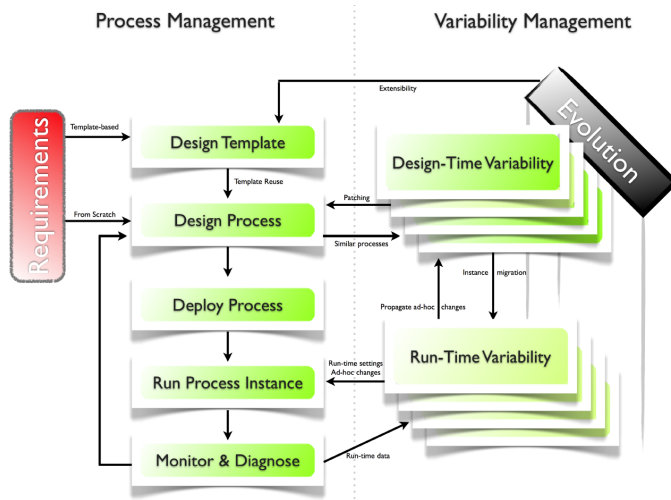 Process Management
Variability Management
Extensibility
Evolution
Requirements
Template-based
Design Template
Design-Time Variability
Template Reuse
Patching
From Scratch
Design Process
Similar processes
Instance migration
Propagate ad-hoc changes
Deploy Process
Run-Time Variability
Run-time settings
Ad-hoc changes
Run Process Instance
Monitor & Diagnose
Run-time data